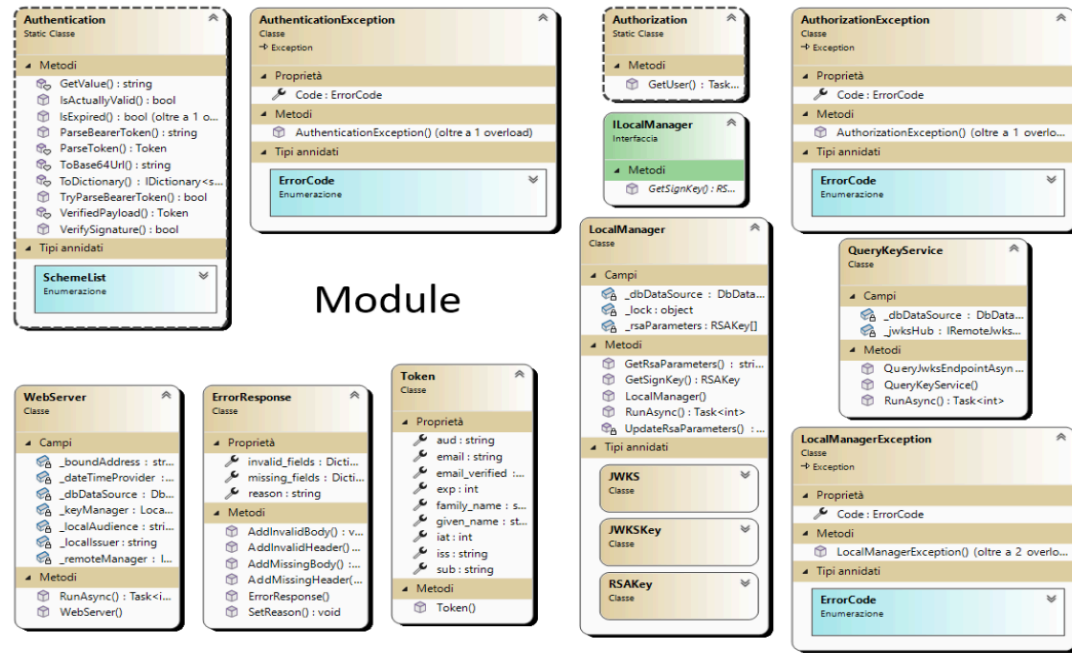 Authentication
Static Classe
Metodi
GetValue() : string
IsActuallyValid() : bool
IsExpired() : bool (oltre a 1 o...
ParseBearerToken() : string
ParseToken() : Token
ToBase64Url() : string
ToDictionary() : IDictionary<s...
TryParseBearerToken() : bool
VerifiedPayload() : Token
VerifySignature() : bool
Tipi annidati
SchemeList
Enumerazione
AuthenticationException
Classe
Exception
Proprietà
Code : ErrorCode
Metodi
AuthenticationException() (oltre a 1 overload)
Tipi annidati
ErrorCode
Enumerazione
Authorization
Static Classe
Metodi
GetUser() : Task...
ILocalManager
Interfaccia
Metodi
GetSignKey() : RS...
AuthorizationException
Classe
Exception
Proprietà
Code : ErrorCode
Metodi
AuthorizationException() (oltre a 1 overlo...
Tipi annidati
ErrorCode
Enumerazione
Module
LocalManager
Classe
Campi
_dbDataSource : DbData...
_lock : object
_rsaParameters : RSAKey[]
Metodi
GetRsaParameters() : stri...
GetSignKey() : RSAKey
LocalManager()
RunAsync() : Task<int>
UpdateRsaParameters() : ...
Tipi annidati
JWKS
Classe
JWKSKey
Classe
RSAKey
Classe
QueryKeyService
Classe
Campi
_dbDataSource : DbData...
_jwksHub : IRemoteJwks...
Metodi
QueryJwksEndpointAsyn...
QueryKeyService()
RunAsync() : Task<int>
WebServer
Classe
Campi
_boundAddress : str...
_dateTimeProvider : ...
_dbDataSource : Db...
_keyManager : Loca...
_localAudience : stri...
_localIssuer : string
_remoteManager : I...
Metodi
RunAsync() : Task<i...
WebServer()
ErrorResponse
Classe
Proprietà
invalid_fields : Dicti...
missing_fields : Dicti...
reason : string
Metodi
AddInvalidBody() : v...
AddInvalidHeader() ...
AddMissingBody() :...
AddMissingHeader(...
ErrorResponse()
SetReason() : void
Token
Classe
Proprietà
aud : string
email : string
email_verified :...
exp : int
family_name : s...
given_name : st...
iat : int
iss : string
sub : string
Metodi
Token()
LocalManagerException
Classe
Exception
Proprietà
Code : ErrorCode
Metodi
LocalManagerException() (oltre a 2 overlo...
Tipi annidati
ErrorCode
Enumerazione